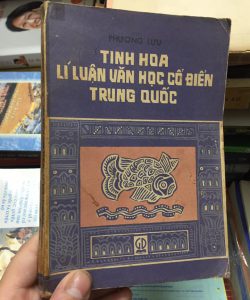 PHƯƠNG LỰU
TINH HOA
LÍ LUẬN VĂN HỌC CỔ ĐIỂN
TRUNG QUỐC